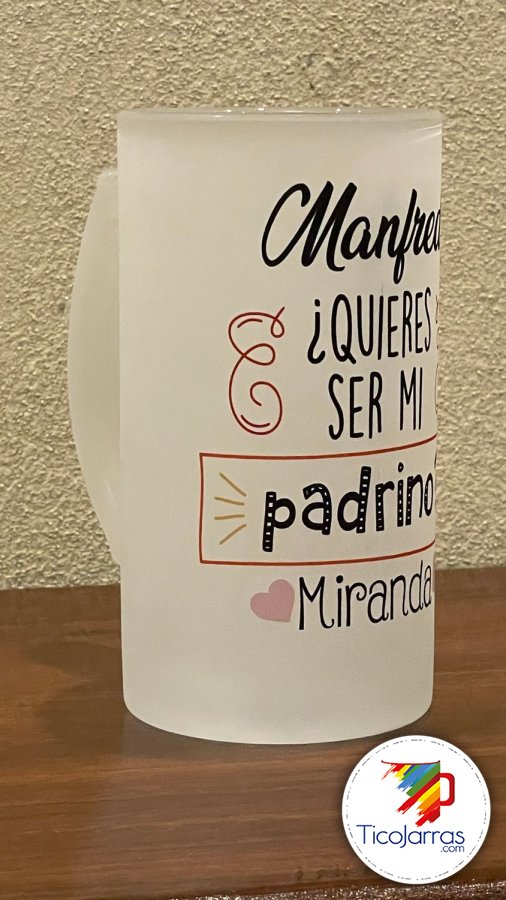 Manfred
¿QUIERES
SER MI
padrino
Miranda
TicoJarras
.com